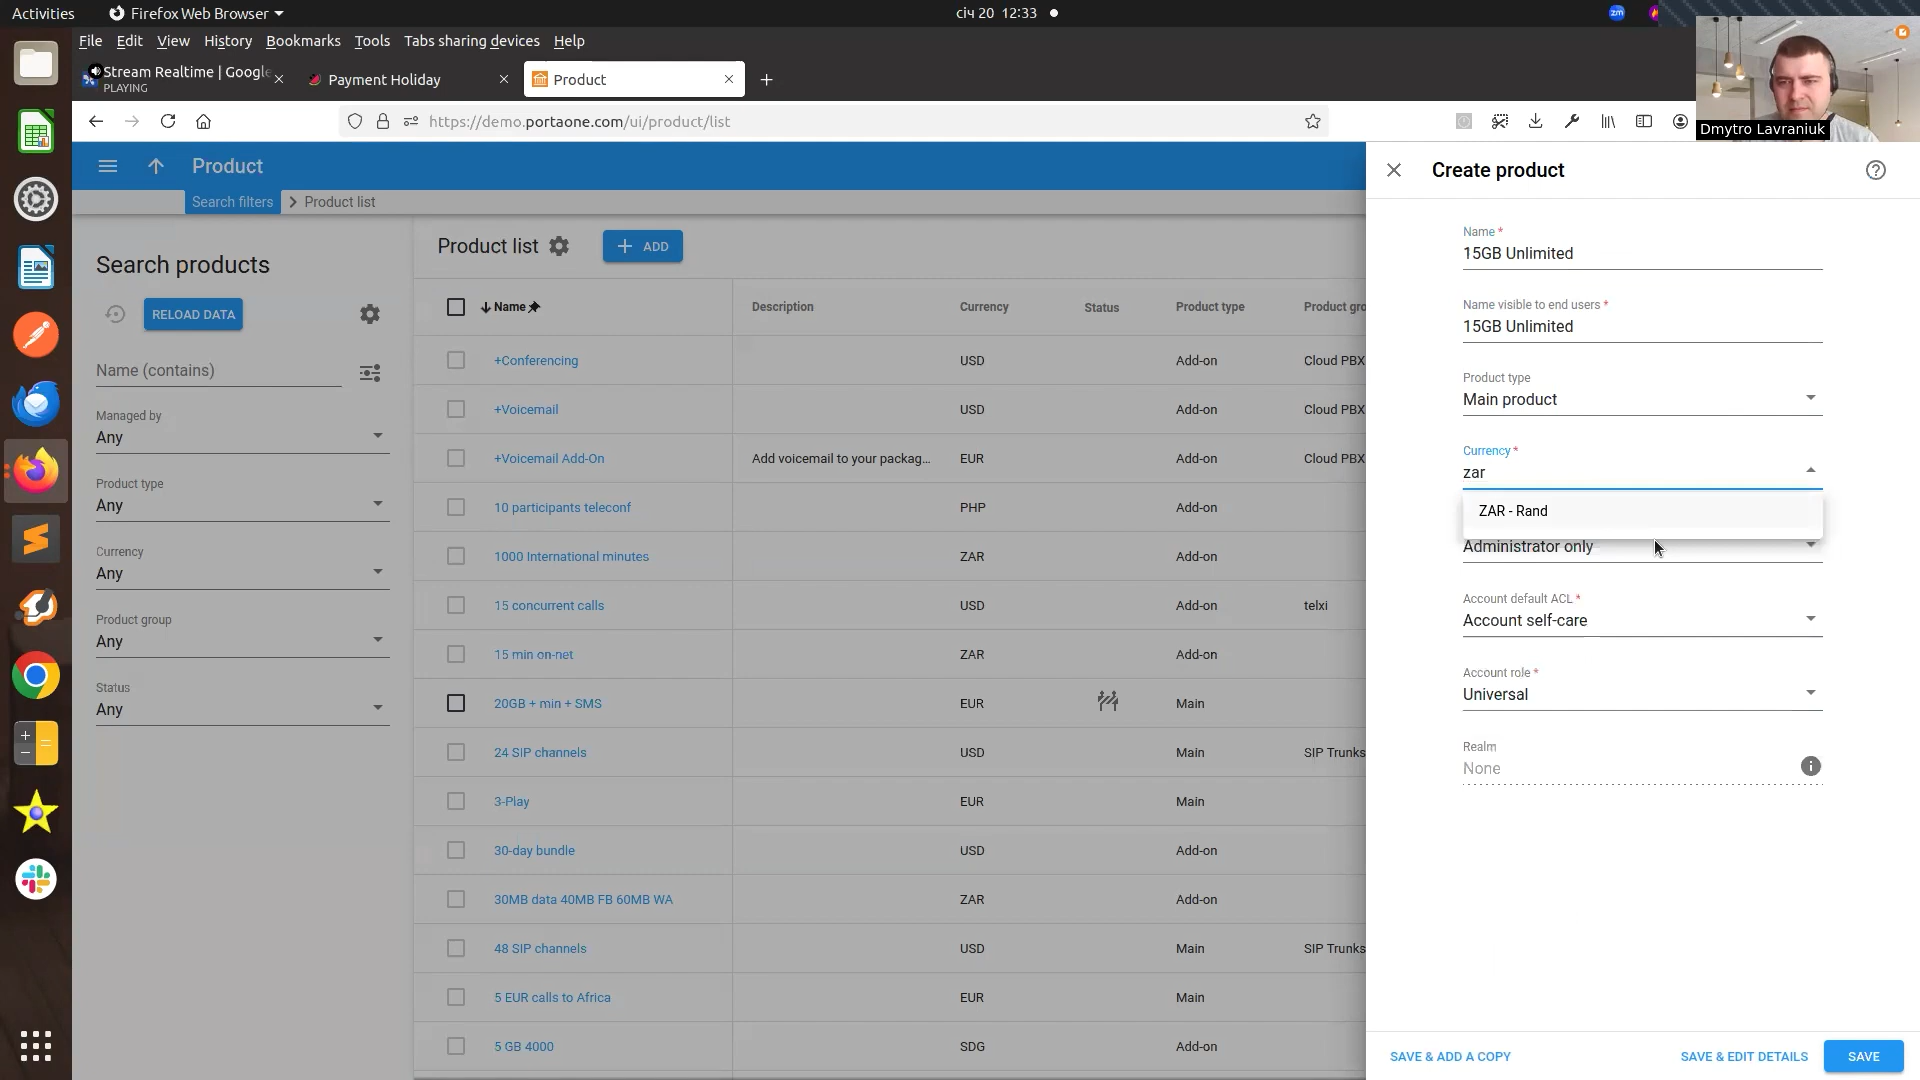 Activities
Firefox Web Browser
січ 20 12:33
zm
File Edit View History Bookmarks Tools Tabs sharing devices Help
Stream Realtime | Google
PLAYING
Payment Holiday
Product
https://demo.portaone.com/ui/product/list
Dmytro Lavraniuk
Product
Search filters
Product list
Search products
RELOAD DATA
Name (contains)
Managed by
Any
Product type
Any
Currency
Any
Product group
Any
Status
Any
Product list
ADD
Name Description Currency Status Product type Product gro
+Conferencing USD Add-on Cloud PBX
+Voicemail USD Add-on Cloud PBX
+Voicemail Add-On Add voicemail to your packag... EUR Add-on Cloud PBX
10 participants teleconf PHP Add-on
1000 International minutes ZAR Add-on
15 concurrent calls USD Add-on telxi
15 min on-net ZAR Add-on
20GB + min + SMS EUR Main
24 SIP channels USD Main SIP Trunks
3-Play EUR Main
30-day bundle USD Add-on
30MB data 40MB FB 60MB WA ZAR Add-on
48 SIP channels USD Main SIP Trunks
5 EUR calls to Africa EUR Main
5 GB 4000 SDG Add-on
Create product
Name *
15GB Unlimited
Name visible to end users *
15GB Unlimited
Product type
Main product
Currency *
zar
ZAR - Rand
Administrator only
Account default ACL *
Account self-care
Account role *
Universal
Realm
None
SAVE & ADD A COPY
SAVE & EDIT DETAILS
SAVE